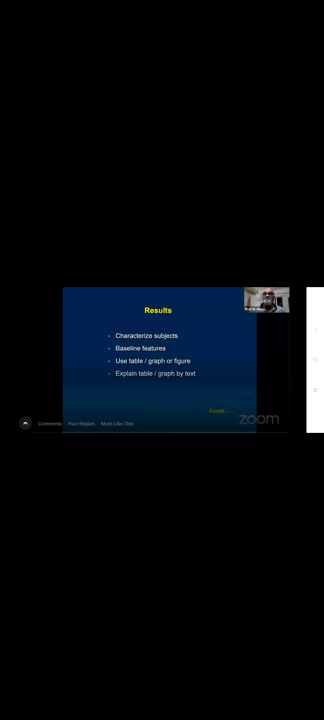 Results
- Characterize subjects
- Baseline features
- Use table / graph or figure
- Explain table / graph by text
Contd...
zoom
Comments Your Replies More Like This